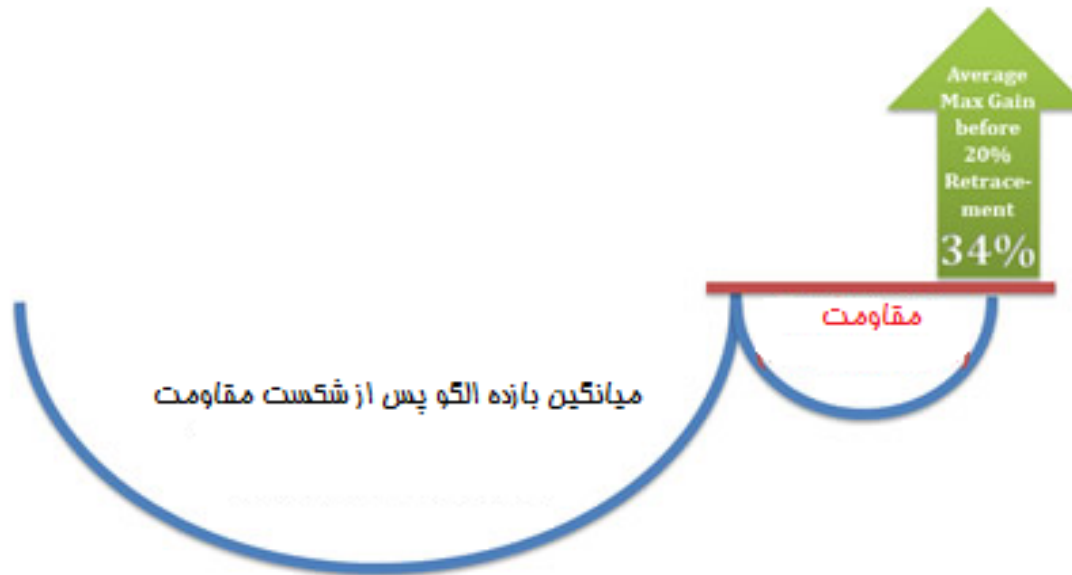 Average
Max Gain
before
20%
Retrace-
ment
34%
مقاومت
میانگین بازده الگو پس از شکست مقاومت